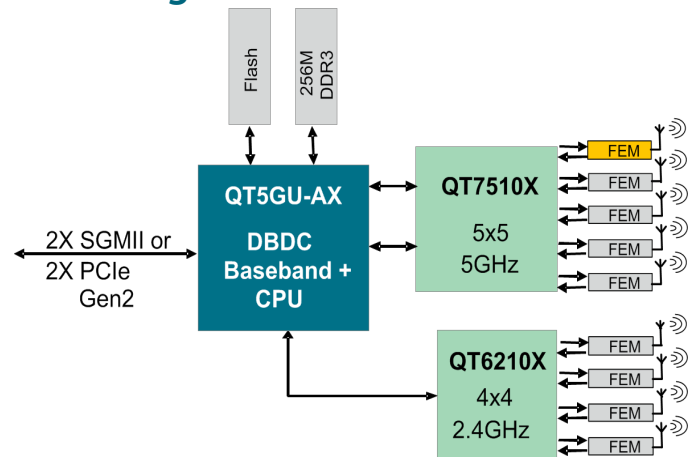 Flash
256M
DDR3
QT5GU-AX
DBDC
Baseband +
CPU
2X SGMII or
2X PCIe
Gen2
QT7510X
5x5
5GHz
FEM
FEM
FEM
FEM
FEM
QT6210X
4x4
2.4GHz
FEM
FEM
FEM
FEM